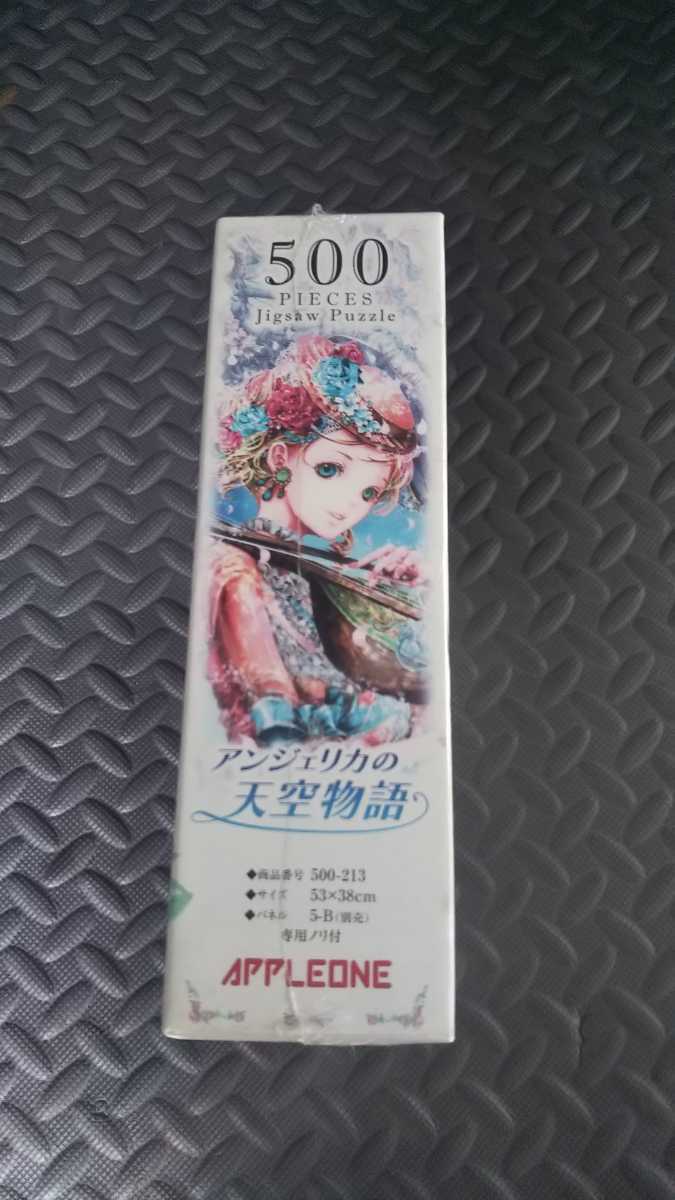 500
PIECES
Jigsaw Puzzle
アンジェリカの
天空物語
◆商品番号 500-213
◆サイズ 53×38cm
◆パネル 5-B(別売)
専用ノリ付
APPLEONE